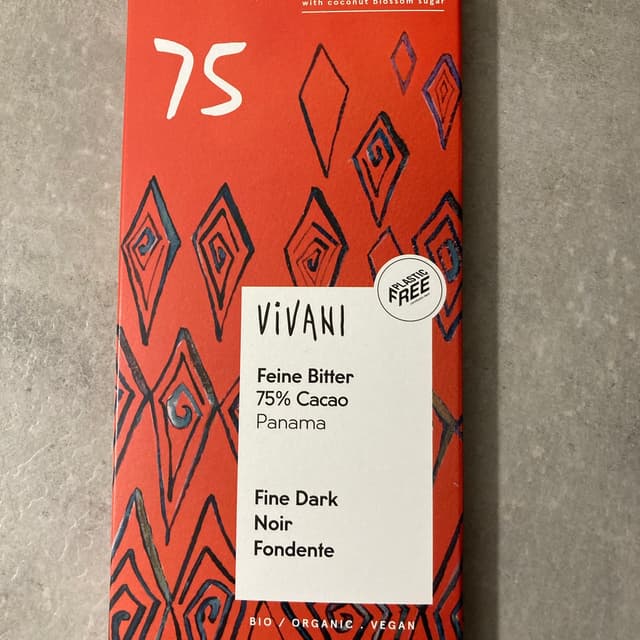 with coconut blossom sugar
75
PLASTIC
FREE
ViVANI
Feine Bitter
75% Cacao
Panama
Fine Dark
Noir
Fondente
BIO / ORGANIC . VEGAN